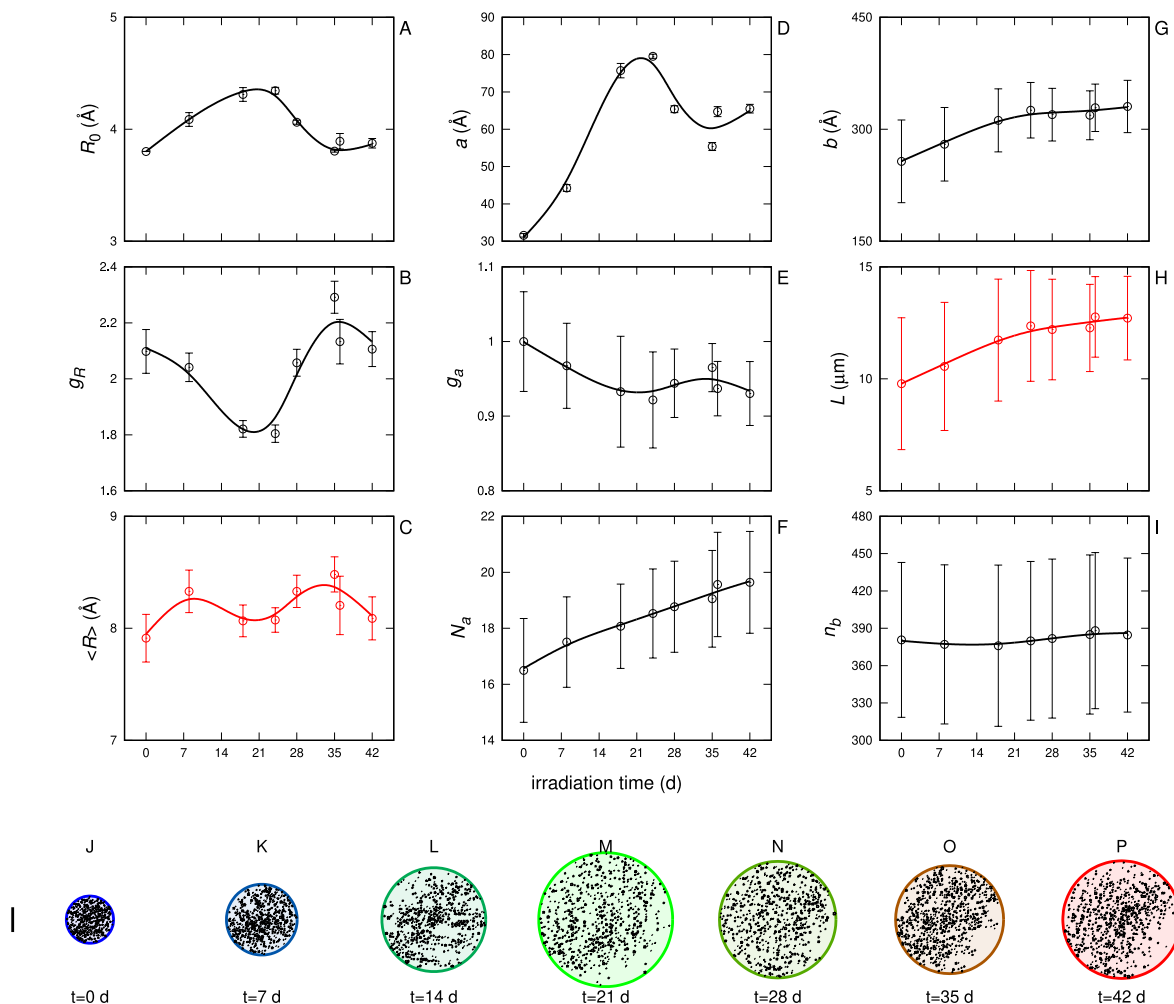 A
5
4
3
R0 (Å)
D
90
80
70
60
50
40
30
a (Å)
G
450
300
150
b (Å)
B
2.4
2.2
2
1.8
1.6
gR
E
1.1
1
0.9
0.8
ga
H
15
10
5
L (μm)
C
9
8
7
<R> (Å)
0 7 14 21 28 35 42
F
22
20
18
16
14
Na
0 7 14 21 28 35 42
irradiation time (d)
I
480
450
420
390
360
330
300
nb
0 7 14 21 28 35 42
J K L M N O P
t=0 d t=7 d t=14 d t=21 d t=28 d t=35 d t=42 d